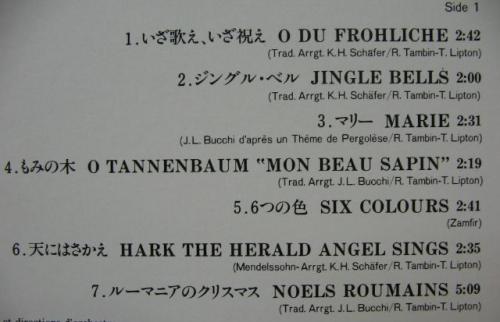 Side 1
1.いざ歌え、いざ祝え O DU FROHLICHE 2:42
(Trad. Arrgt. K.H. Schäfer/R. Tambin-T. Lipton)
2.ジングル・ベル JINGLE BELLS 2:00
(Trad. Arrgt. K.H. Schäfer/R. Tambin-T. Lipton)
3.マリー MARIE 2:31
(J.L. Bucchi d'après un Thême de Pergolèse/R. Tambin-T. Lipton)
4.もみの木 O TANNENBAUM “MON BEAU SAPIN” 2:19
(Trad. Arrgt. J.L. Bucchi/R. Tambin-T. Lipton)
5.6つの色 SIX COLOURS 2:41
(Zamfir)
6.天にはさかえ HARK THE HERALD ANGEL SINGS 2:35
(Mendelssohn-Arrgt. K.H. Schäfer/R. Tambin-T. Lipton)
7.ルーマニアのクリスマス NOELS ROUMAINS 5:09
(Trad. Arrgt. J.L. Bucchi/R. Tambin-T. Lipton)
et directions d'orchest